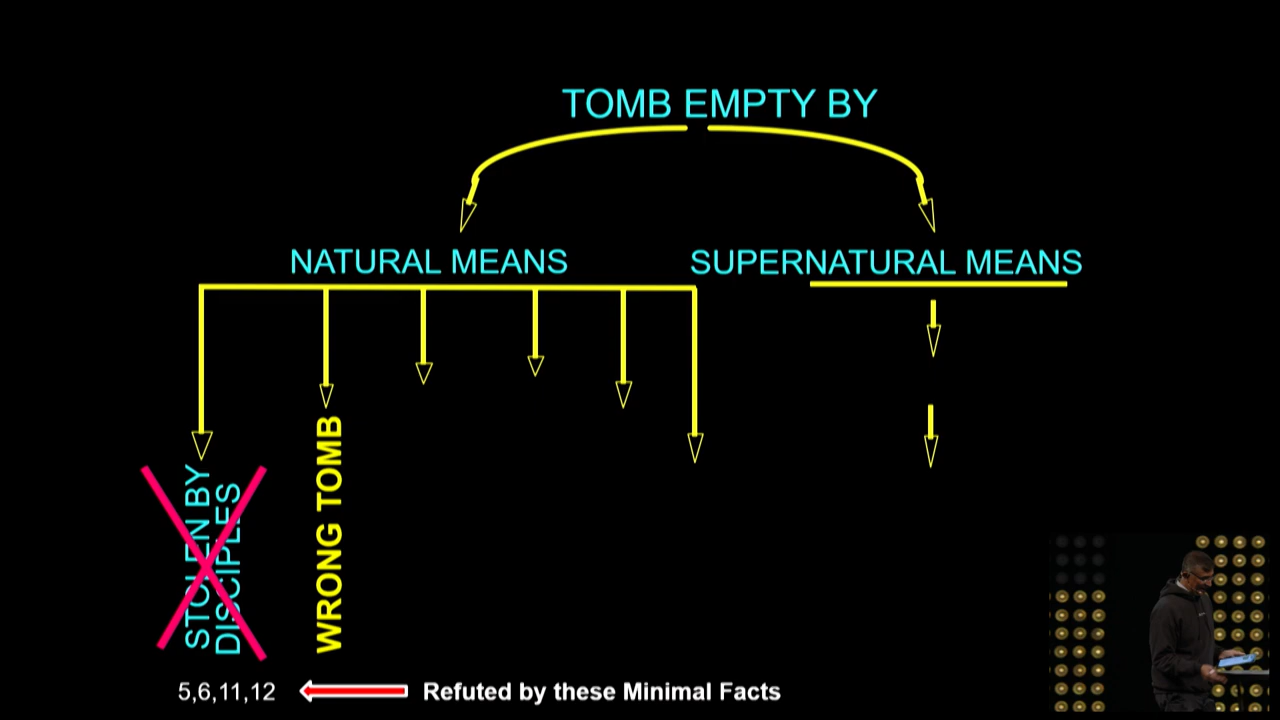 TOMB EMPTY BY
NATURAL MEANS
SUPERNATURAL MEANS
STOLEN BY
DISCIPLES
WRONG TOMB
5,6,11,12
Refuted by these Minimal Facts